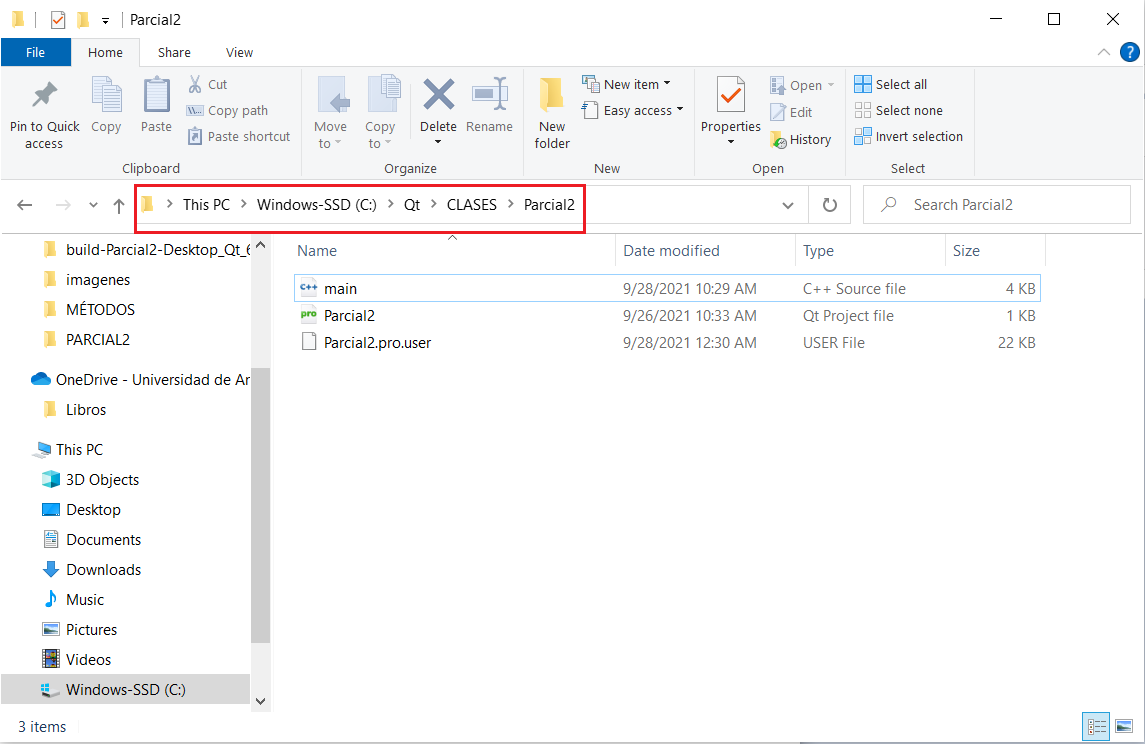 Parcial2
File Home Share View
?
Pin to Quick access
Copy
Paste
Cut
Copy path
Paste shortcut
Clipboard
Move to
Copy to
Delete
Rename
Organize
New folder
New item
Easy access
New
Properties
Open
Edit
History
Open
Select all
Select none
Invert selection
Select
This PC > Windows-SSD (C:) > Qt > CLASES > Parcial2
Search Parcial2
build-Parcial2-Desktop_Qt_6
imagenes
MÉTODOS
PARCIAL2
OneDrive - Universidad de An
Libros
This PC
3D Objects
Desktop
Documents
Downloads
Music
Pictures
Videos
Windows-SSD (C:)
Name Date modified Type Size
C++ main 9/28/2021 10:29 AM C++ Source file 4 KB
pro Parcial2 9/26/2021 10:33 AM Qt Project file 1 KB
Parcial2.pro.user 9/28/2021 12:30 AM USER File 22 KB
3 items